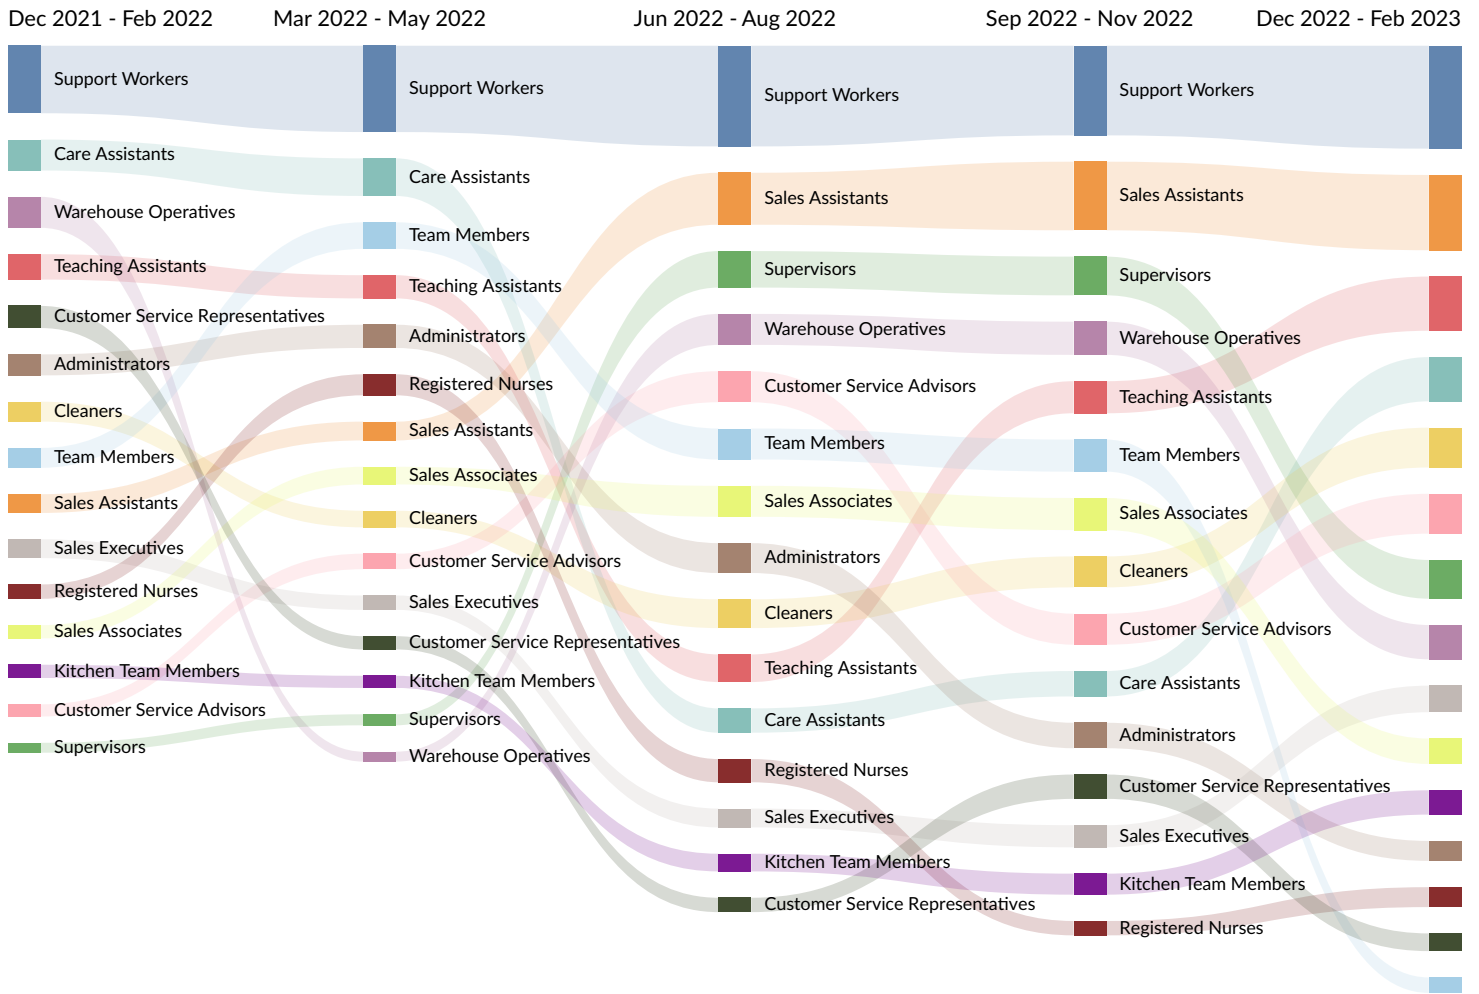 Dec 2021 - Feb 2022
Mar 2022 - May 2022
Jun 2022 - Aug 2022
Sep 2022 - Nov 2022
Dec 2022 - Feb 2023
Support Workers
Care Assistants
Warehouse Operatives
Teaching Assistants
Customer Service Representatives
Administrators
Cleaners
Team Members
Sales Assistants
Sales Executives
Registered Nurses
Sales Associates
Kitchen Team Members
Customer Service Advisors
Supervisors
Support Workers
Care Assistants
Team Members
Teaching Assistants
Administrators
Registered Nurses
Sales Assistants
Sales Associates
Cleaners
Customer Service Advisors
Sales Executives
Customer Service Representatives
Kitchen Team Members
Supervisors
Warehouse Operatives
Support Workers
Sales Assistants
Supervisors
Warehouse Operatives
Customer Service Advisors
Team Members
Sales Associates
Administrators
Cleaners
Teaching Assistants
Care Assistants
Registered Nurses
Sales Executives
Kitchen Team Members
Customer Service Representatives
Support Workers
Sales Assistants
Supervisors
Warehouse Operatives
Teaching Assistants
Team Members
Sales Associates
Cleaners
Customer Service Advisors
Care Assistants
Administrators
Customer Service Representatives
Sales Executives
Kitchen Team Members
Registered Nurses